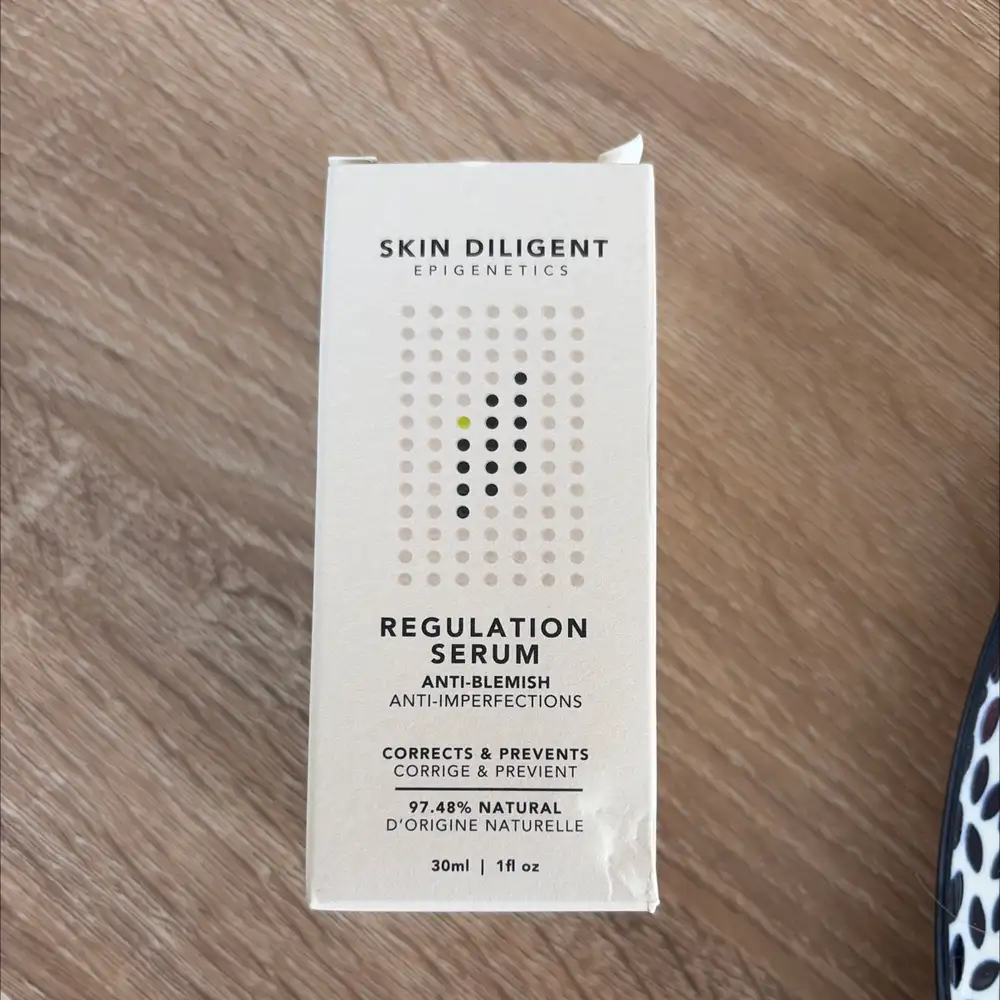 SKIN DILIGENT
EPIGENETICS
REGULATION
SERUM
ANTI-BLEMISH
ANTI-IMPERFECTIONS
CORRECTS & PREVENTS
CORRIGE & PREVIENT
97.48% NATURAL
D'ORIGINE NATURELLE
30ml | 1fl oz